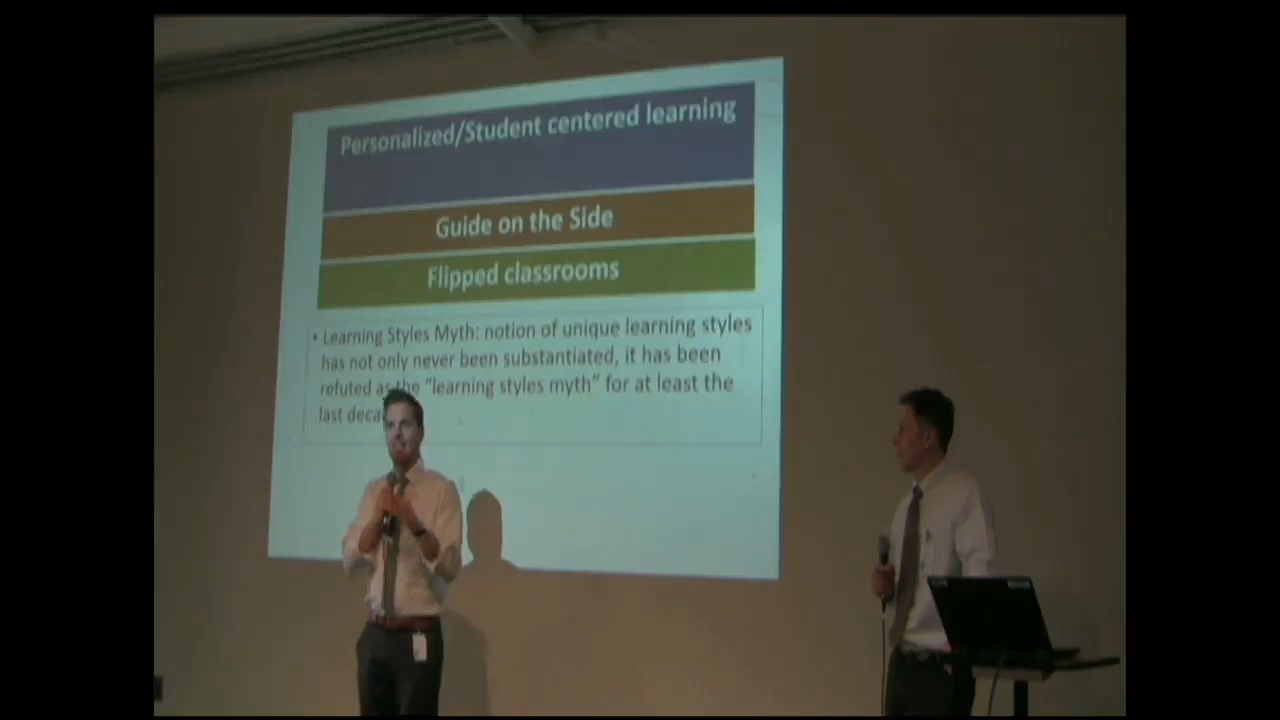 Personalized/Student centered learning
Guide on the Side
Flipped classrooms
• Learning Styles Myth: notion of unique learning styles
has not only never been substantiated, it has been
refuted as the "learning styles myth" for at least the
last